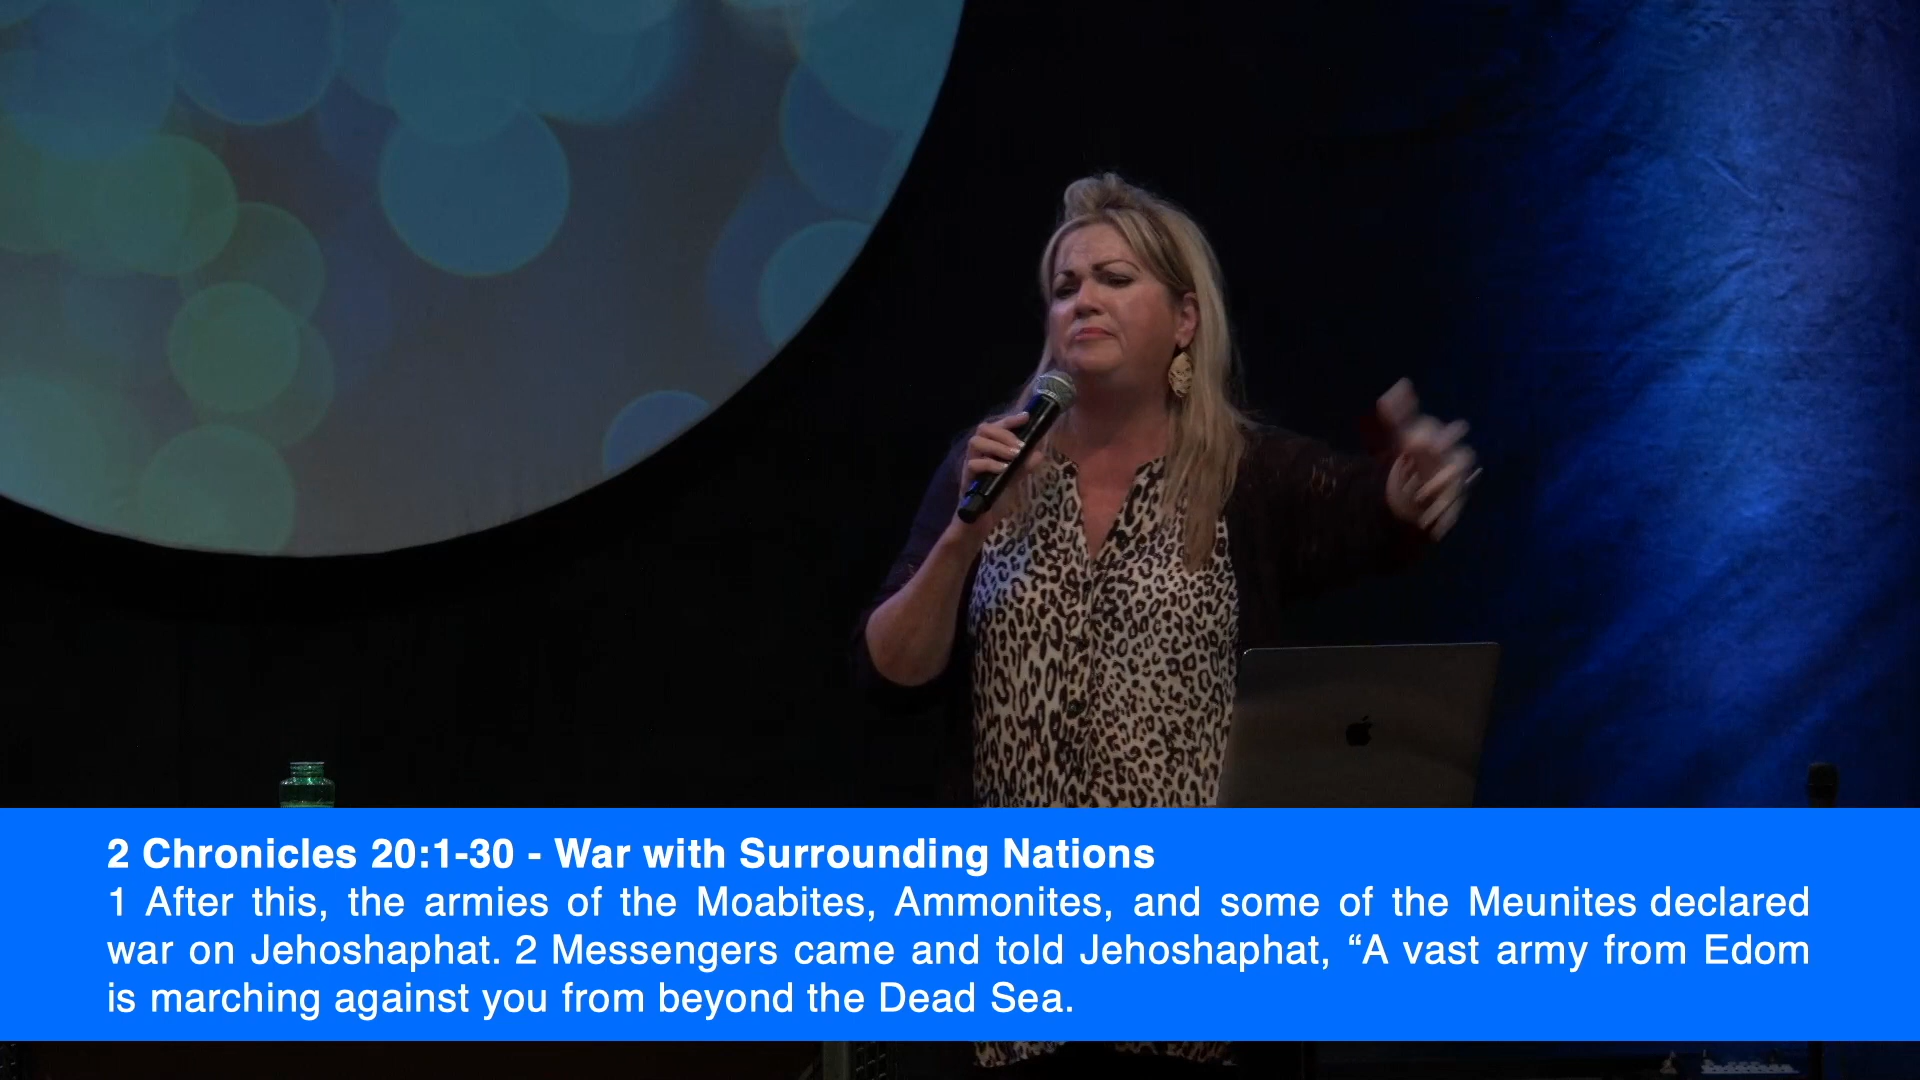 2 Chronicles 20:1-30 - War with Surrounding Nations
1 After this, the armies of the Moabites, Ammonites, and some of the Meunites declared
war on Jehoshaphat. 2 Messengers came and told Jehoshaphat, “A vast army from Edom
is marching against you from beyond the Dead Sea.